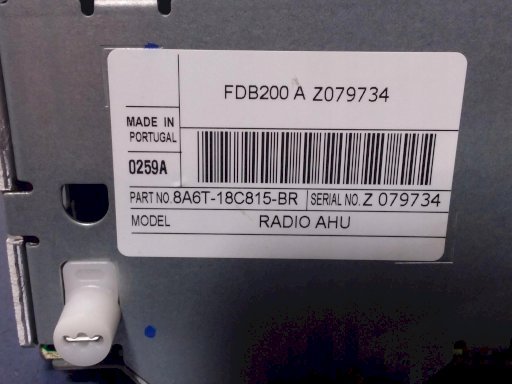 FDB200 A Z079734
MADE IN
PORTUGAL
0259A
PART NO. 8A6T-18C815-BR SERIAL NO. Z 079734
MODEL RADIO AHU